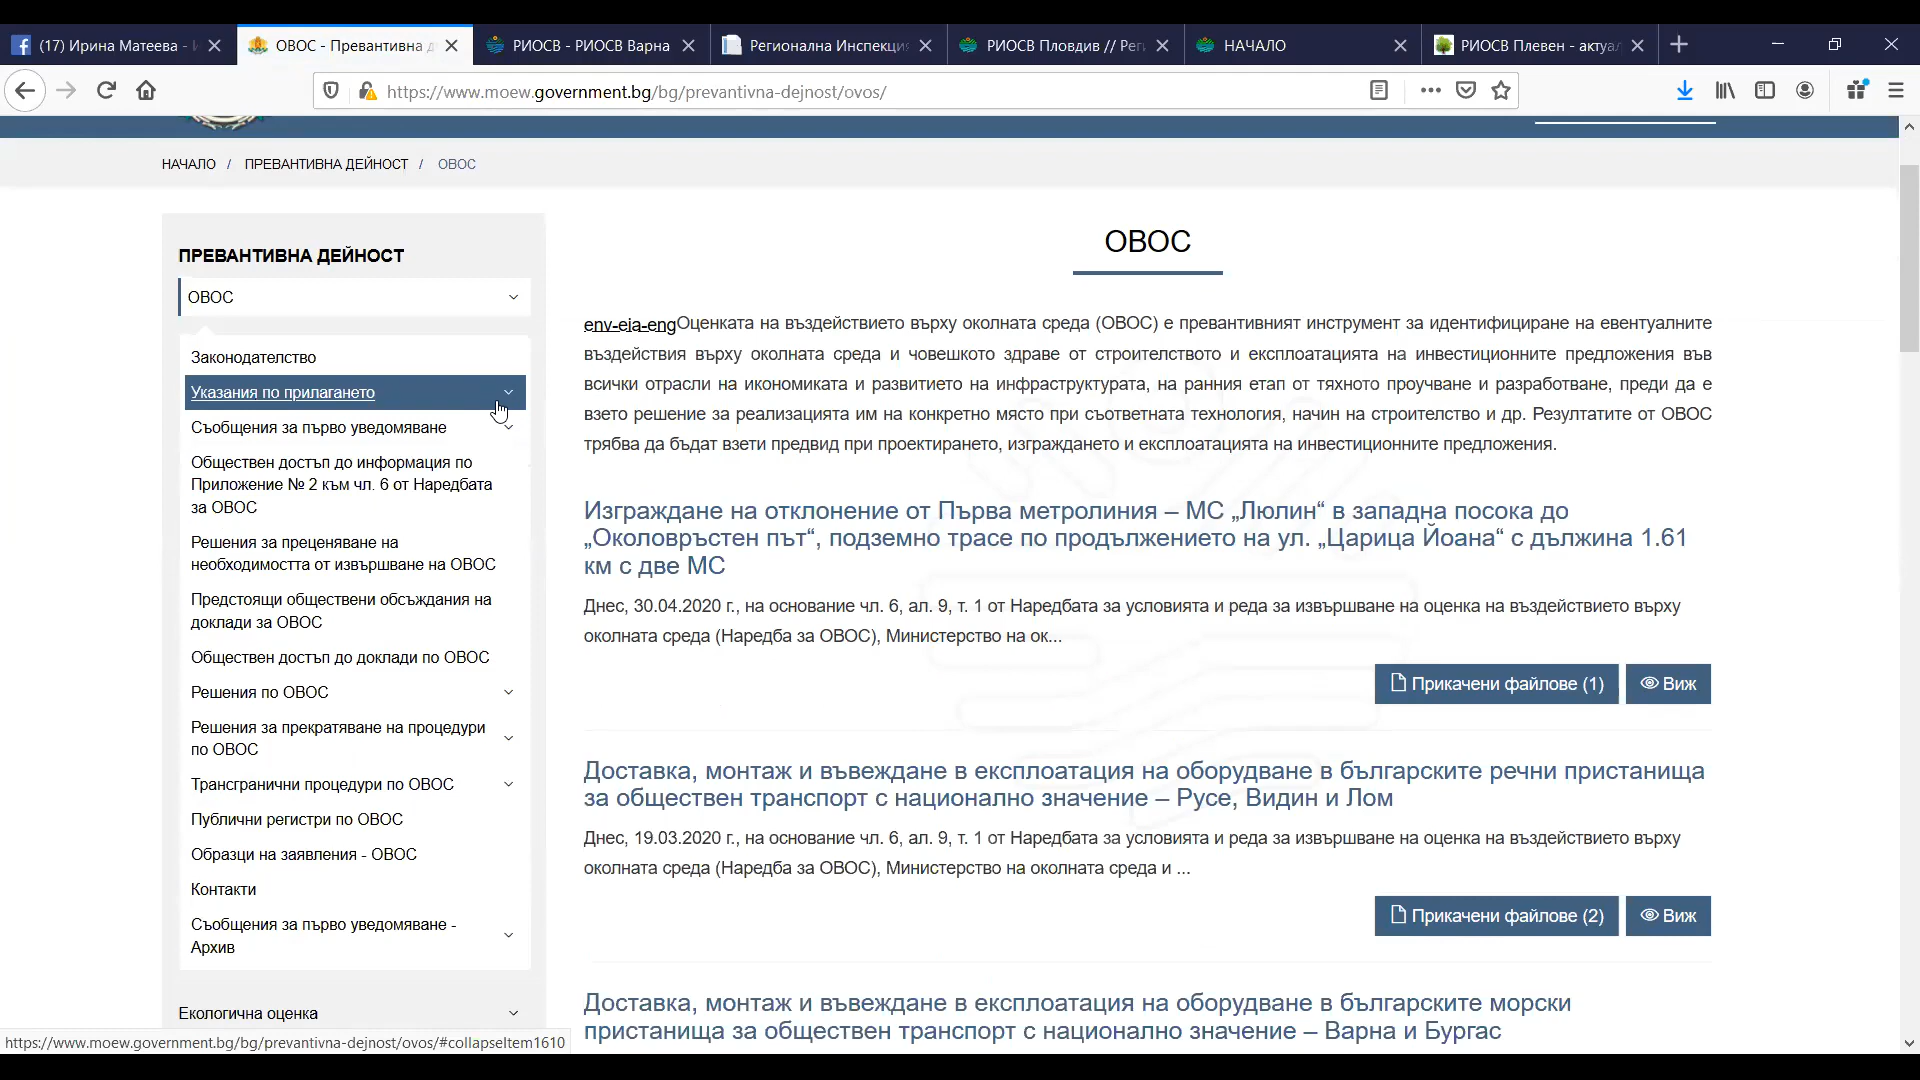 (17) Ирина Матеева -
ОВОС - Превантивна
РИОСВ - РИОСВ Варна
Регионална Инспекция
РИОСВ Пловдив // Рег
НАЧАЛО
РИОСВ Плевен - актуал
https://www.moew.government.bg/bg/prevantivna-dejnost/ovos/
НАЧАЛО / ПРЕВАНТИВНА ДЕЙНОСТ / ОВОС
ПРЕВАНТИВНА ДЕЙНОСТ
ОВОС
Законодателство
Указания по прилагането
Съобщения за първо уведомяване
Обществен достъп до информация по
Приложение № 2 към чл. 6 от Наредбата
за ОВОС
Решения за преценяване на
необходимостта от извършване на ОВОС
Предстоящи обществени обсъждания на
доклади за ОВОС
Обществен достъп до доклади по ОВОС
Решения по ОВОС
Решения за прекратяване на процедури
по ОВОС
Трансгранични процедури по ОВОС
Публични регистри по ОВОС
Образци на заявления - ОВОС
Контакти
Съобщения за първо уведомяване -
Архив
Екологична оценка
ОВОС
env-eia-engОценката на въздействието върху околната среда (ОВОС) е превантивният инструмент за идентифициране на евентуалните
въздействия върху околната среда и човешкото здраве от строителството и експлоатацията на инвестиционните предложения във
всички отрасли на икономиката и развитието на инфраструктурата, на ранния етап от тяхното проучване и разработване, преди да е
взето решение за реализацията им на конкретно място при съответната технология, начин на строителство и др. Резултатите от ОВОС
трябва да бъдат взети предвид при проектирането, изграждането и експлоатацията на инвестиционните предложения.
Изграждане на отклонение от Първа метролиния – МС „Люлин“ в западна посока до
„Околовръстен път“, подземно трасе по продължението на ул. „Царица Йоана“ с дължина 1.61
км с две МС
Днес, 30.04.2020 г., на основание чл. 6, ал. 9, т. 1 от Наредбата за условията и реда за извършване на оценка на въздействието върху
околната среда (Наредба за ОВОС), Министерство на ок...
Прикачени файлове (1) Виж
Доставка, монтаж и въвеждане в експлоатация на оборудване в българските речни пристанища
за обществен транспорт с национално значение – Русе, Видин и Лом
Днес, 19.03.2020 г., на основание чл. 6, ал. 9, т. 1 от Наредбата за условията и реда за извършване на оценка на въздействието върху
околната среда (Наредба за ОВОС), Министерство на околната среда и ...
Прикачени файлове (2) Виж
Доставка, монтаж и въвеждане в експлоатация на оборудване в българските морски
пристанища за обществен транспорт с национално значение – Варна и Бургас
https://www.moew.government.bg/bg/prevantivna-dejnost/ovos/#collapseItem1610